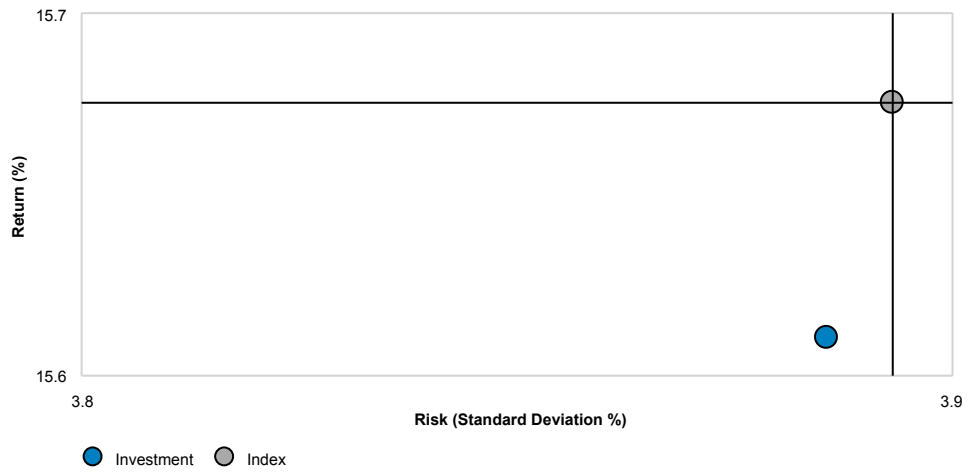 15.7
Return (%)
15.6
3.8
3.9
Risk (Standard Deviation %)
Investment
Index